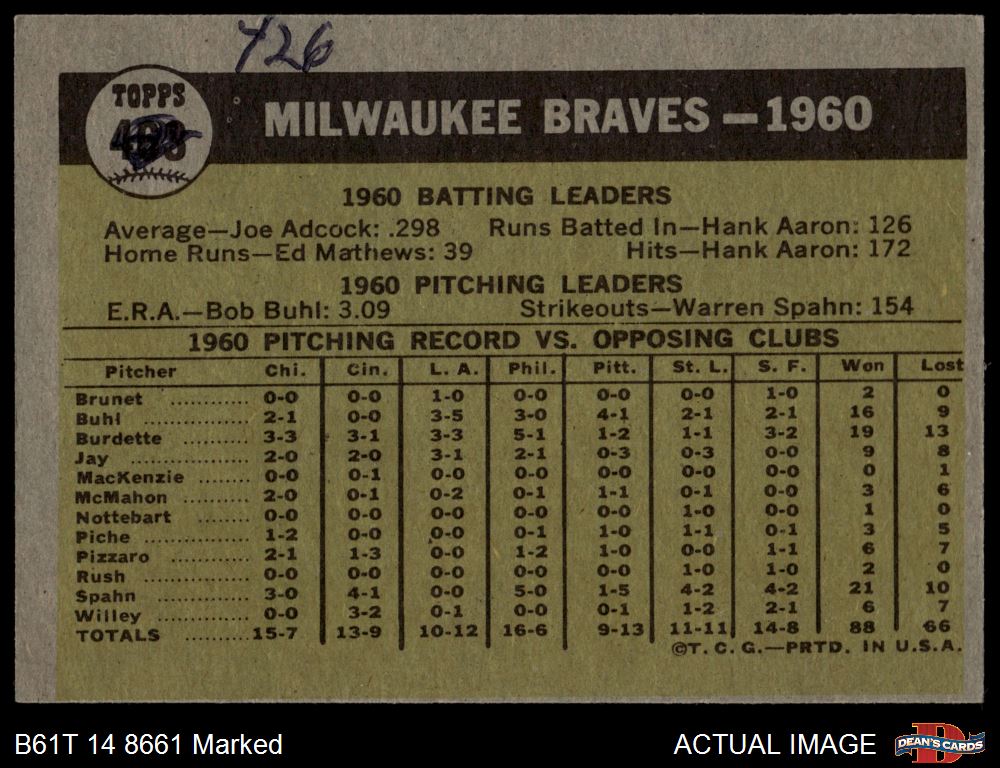 426
TOPPS
MILWAUKEE BRAVES — 1960
1960 BATTING LEADERS
Average—Joe Adcock: .298 Runs Batted In—Hank Aaron: 126
Home Runs—Ed Mathews: 39 Hits—Hank Aaron: 172
1960 PITCHING LEADERS
E.R.A.—Bob Buhl: 3.09 Strikeouts—Warren Spahn: 154
1960 PITCHING RECORD VS. OPPOSING CLUBS
Pitcher Chi. Cin. L. A. Phil. Pitt. St. L. S. F. Won Lost
Brunet ........... 0-0 0-0 1-0 0-0 0-0 0-0 1-0 2 0
Buhl ............... 2-1 0-0 3-5 3-0 4-1 2-1 2-1 16 9
Burdette .......... 3-3 3-1 3-3 5-1 1-2 1-1 3-2 19 13
Jay ................. 2-0 2-0 3-1 2-1 0-3 0-3 0-0 9 8
MacKenzie ....... 0-0 0-1 0-0 0-0 0-0 0-0 0-0 0 1
McMahon .......... 2-0 0-1 0-2 0-1 1-1 0-1 0-0 3 6
Nottebart ....... 0-0 0-0 0-0 0-0 0-0 1-0 0-0 1 0
Piche .............. 1-2 0-0 0-0 0-1 1-0 1-1 0-1 3 5
Pizzaro ........... 2-1 1-3 0-0 1-2 1-0 0-0 1-1 6 7
Rush ............... 0-0 0-0 0-0 0-0 0-0 1-0 1-0 2 0
Spahn ............. 3-0 4-1 0-0 5-0 1-5 4-2 4-2 21 10
Willey ............ 0-0 3-2 0-1 0-0 0-1 1-2 2-1 6 7
TOTALS .......... 15-7 13-9 10-12 16-6 9-13 11-11 14-8 88 66
©T. C. G.—PRTD. IN U.S.A.
B61T 14 8661 Marked ACTUAL IMAGE DEAN'S CARDS